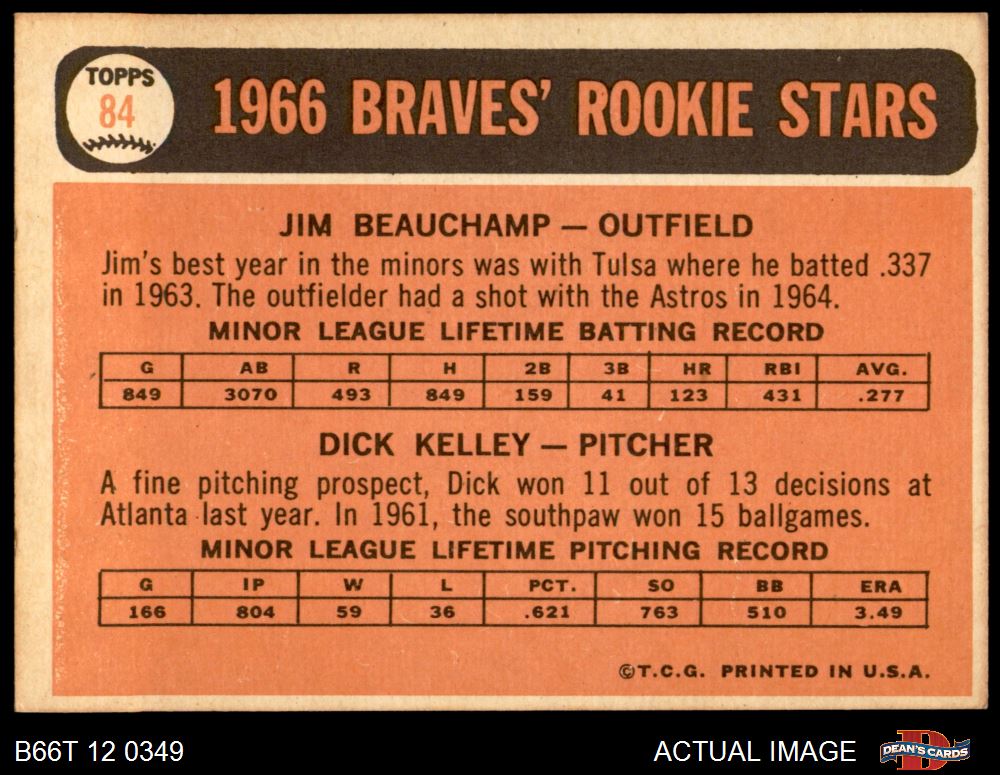 TOPPS
84
1966 BRAVES' ROOKIE STARS
JIM BEAUCHAMP — OUTFIELD
Jim's best year in the minors was with Tulsa where he batted .337
in 1963. The outfielder had a shot with the Astros in 1964.
MINOR LEAGUE LIFETIME BATTING RECORD
G AB R H 2B 3B HR RBI AVG.
849 3070 493 849 159 41 123 431 .277
DICK KELLEY — PITCHER
A fine pitching prospect, Dick won 11 out of 13 decisions at
Atlanta last year. In 1961, the southpaw won 15 ballgames.
MINOR LEAGUE LIFETIME PITCHING RECORD
G IP W L PCT. SO BB ERA
166 804 59 36 .621 763 510 3.49
©T.C.G. PRINTED IN U.S.A.
B66T 12 0349
ACTUAL IMAGE
DEAN'S CARDS